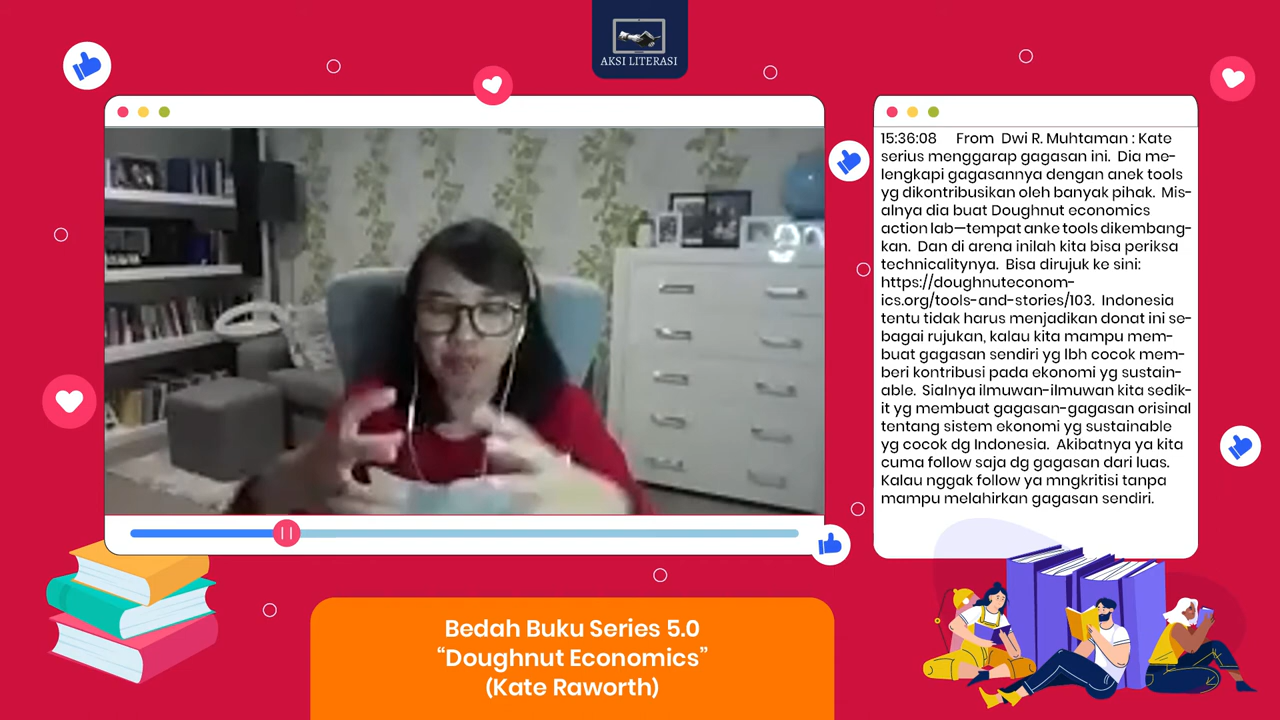 AKSI LITERASI
15:36:08 From Dwi R. Muhtaman : Kate
serius menggarap gagasan ini. Dia me-
lengkapi gagasannya dengan anek tools
yg dikontribusikan oleh banyak pihak. Mis-
alnya dia buat Doughnut economics
action lab—tempat anke tools dikembang-
kan. Dan di arena inilah kita bisa periksa
technicalitynya. Bisa dirujuk ke sini:
https://doughnuteconom-
ics.org/tools-and-stories/103. Indonesia
tentu tidak harus menjadikan donat ini se-
bagai rujukan, kalau kita mampu mem-
buat gagasan sendiri yg lbh cocok mem-
beri kontribusi pada ekonomi yg sustain-
able. Sialnya ilmuwan-ilmuwan kita sedik-
it yg membuat gagasan-gagasan orisinal
tentang sistem ekonomi yg sustainable
yg cocok dg Indonesia. Akibatnya ya kita
cuma follow saja dg gagasan dari luas.
Kalau nggak follow ya mngkritisi tanpa
mampu melahirkan gagasan sendiri.
Bedah Buku Series 5.0
“Doughnut Economics”
(Kate Raworth)